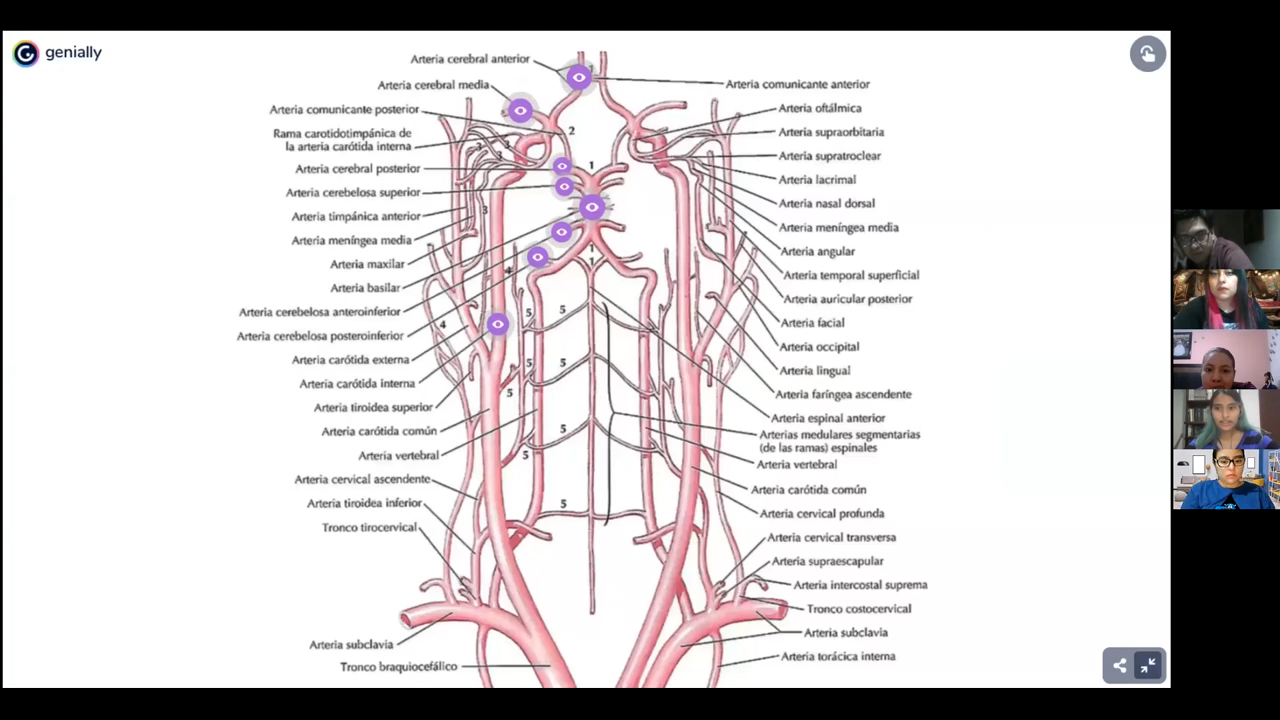 genially
Arteria cerebral anterior
Arteria cerebral media
Arteria comunicante posterior
Rama carotidotimpánica de
la arteria carótida interna
Arteria cerebral posterior
Arteria cerebelosa superior
Arteria timpánica anterior
Arteria meníngea media
Arteria maxilar
Arteria basilar
Arteria cerebelosa anteroinferior
Arteria cerebelosa posteroinferior
Arteria carótida externa
Arteria carótida interna
Arteria tiroidea superior
Arteria carótida común
Arteria vertebral
Arteria cervical ascendente
Arteria tiroidea inferior
Tronco tirocervical
Arteria subclavia
Tronco braquiocefálico
1
2
3
3
3
3
1
1
1
4
4
5
5
5
5
5
5
5
5
Arteria comunicante anterior
Arteria oftálmica
Arteria supraorbitaria
Arteria supratroclear
Arteria lacrimal
Arteria nasal dorsal
Arteria meníngea media
Arteria angular
Arteria temporal superficial
Arteria auricular posterior
Arteria facial
Arteria occipital
Arteria lingual
Arteria faríngea ascendente
Arteria espinal anterior
Arterias medulares segmentarias
(de las ramas) espinales
Arteria vertebral
Arteria carótida común
Arteria cervical profunda
Arteria cervical transversa
Arteria supraescapular
Arteria intercostal suprema
Tronco costocervical
Arteria subclavia
Arteria torácica interna